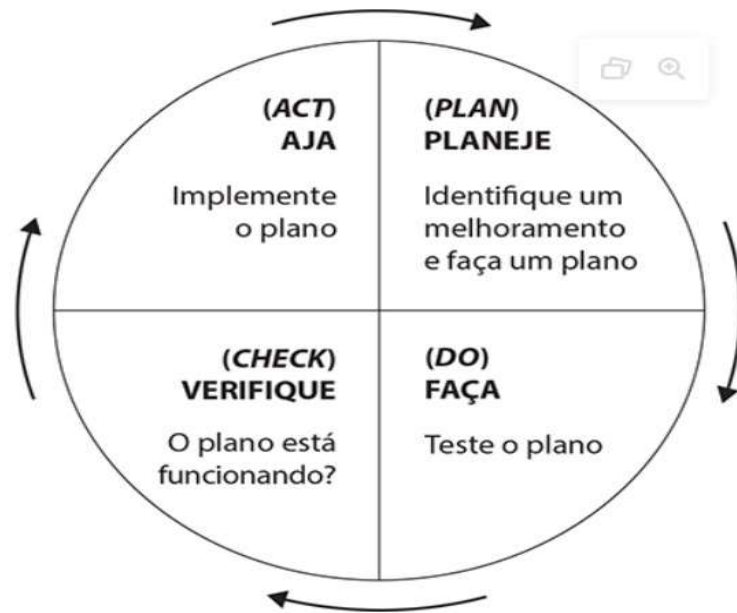 (ACT)
AJA
Implemente
o plano
(PLAN)
PLANEJE
Identifique um
melhoramento
e faça um plano
(CHECK)
VERIFIQUE
O plano está
funcionando?
(DO)
FAÇA
Teste o plano